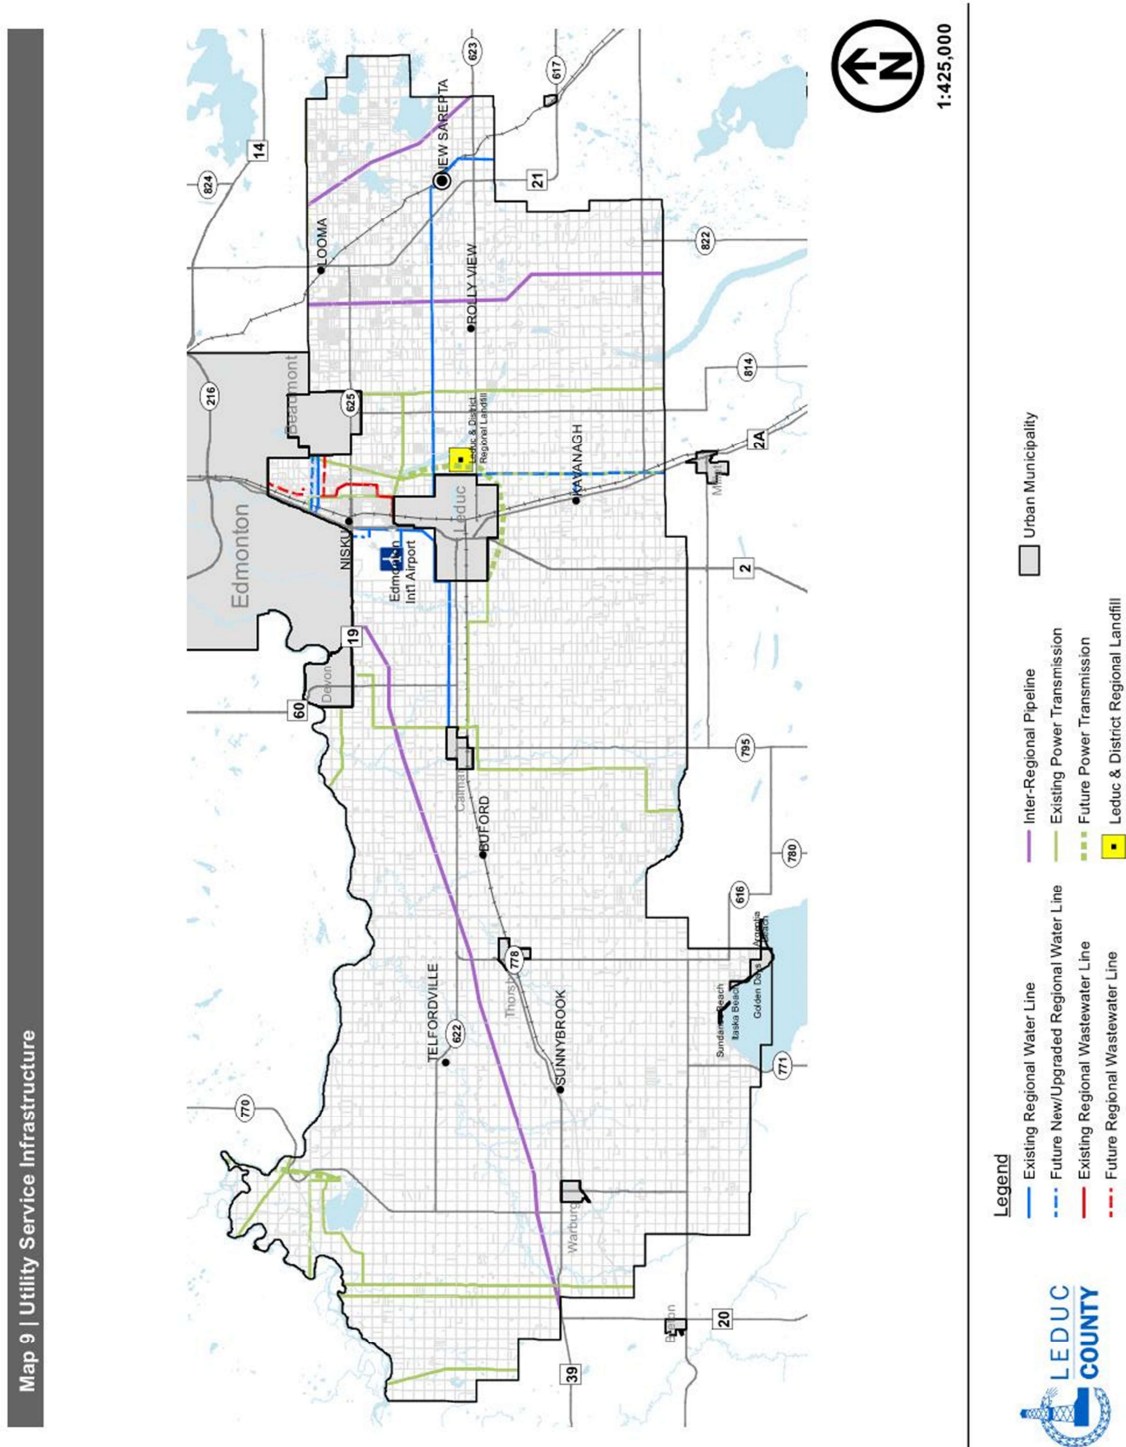 Map 9 | Utility Service Infrastructure
N
1:425,000
770
60
19
Devon
Edmonton
216
824
14
Beaumont
625
LOOMA
NISKU
Edmonton
Int'l Airport
Leduc
Leduc & District
Regional Landfill
NEW SAREPTA
623
617
21
ROLLY VIEW
TELFORDVILLE
622
BUFORD
778
SUNNYBROOK
Warburg
KAVANAGH
2A
822
814
2
795
780
616
771
39
20
Sundance Beach
Itaska Beach
Golden Days
Argentia
Beach
Legend
Existing Regional Water Line
Future New/Upgraded Regional Water Line
Existing Regional Wastewater Line
Future Regional Wastewater Line
Inter-Regional Pipeline
Existing Power Transmission
Future Power Transmission
Leduc & District Regional Landfill
Urban Municipality
LEDUC
COUNTY